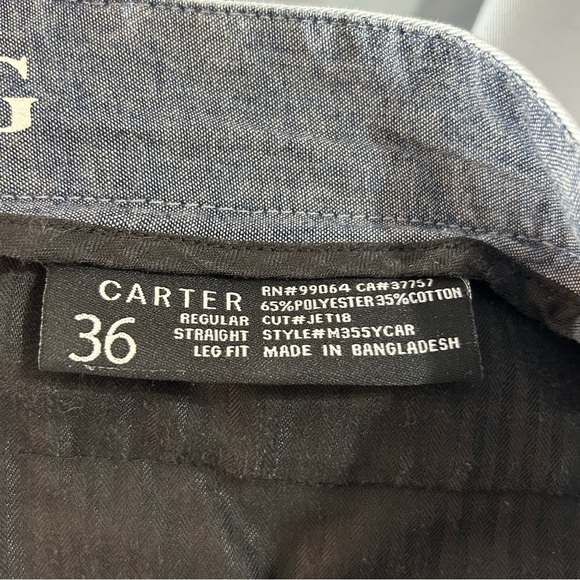 G
CARTER
36
REGULAR
STRAIGHT
LEG FIT
RN#99064 CA#37757
65%POLYESTER 35%COTTON
CUT#JET18
STYLE#M355YCAR
MADE IN BANGLADESH